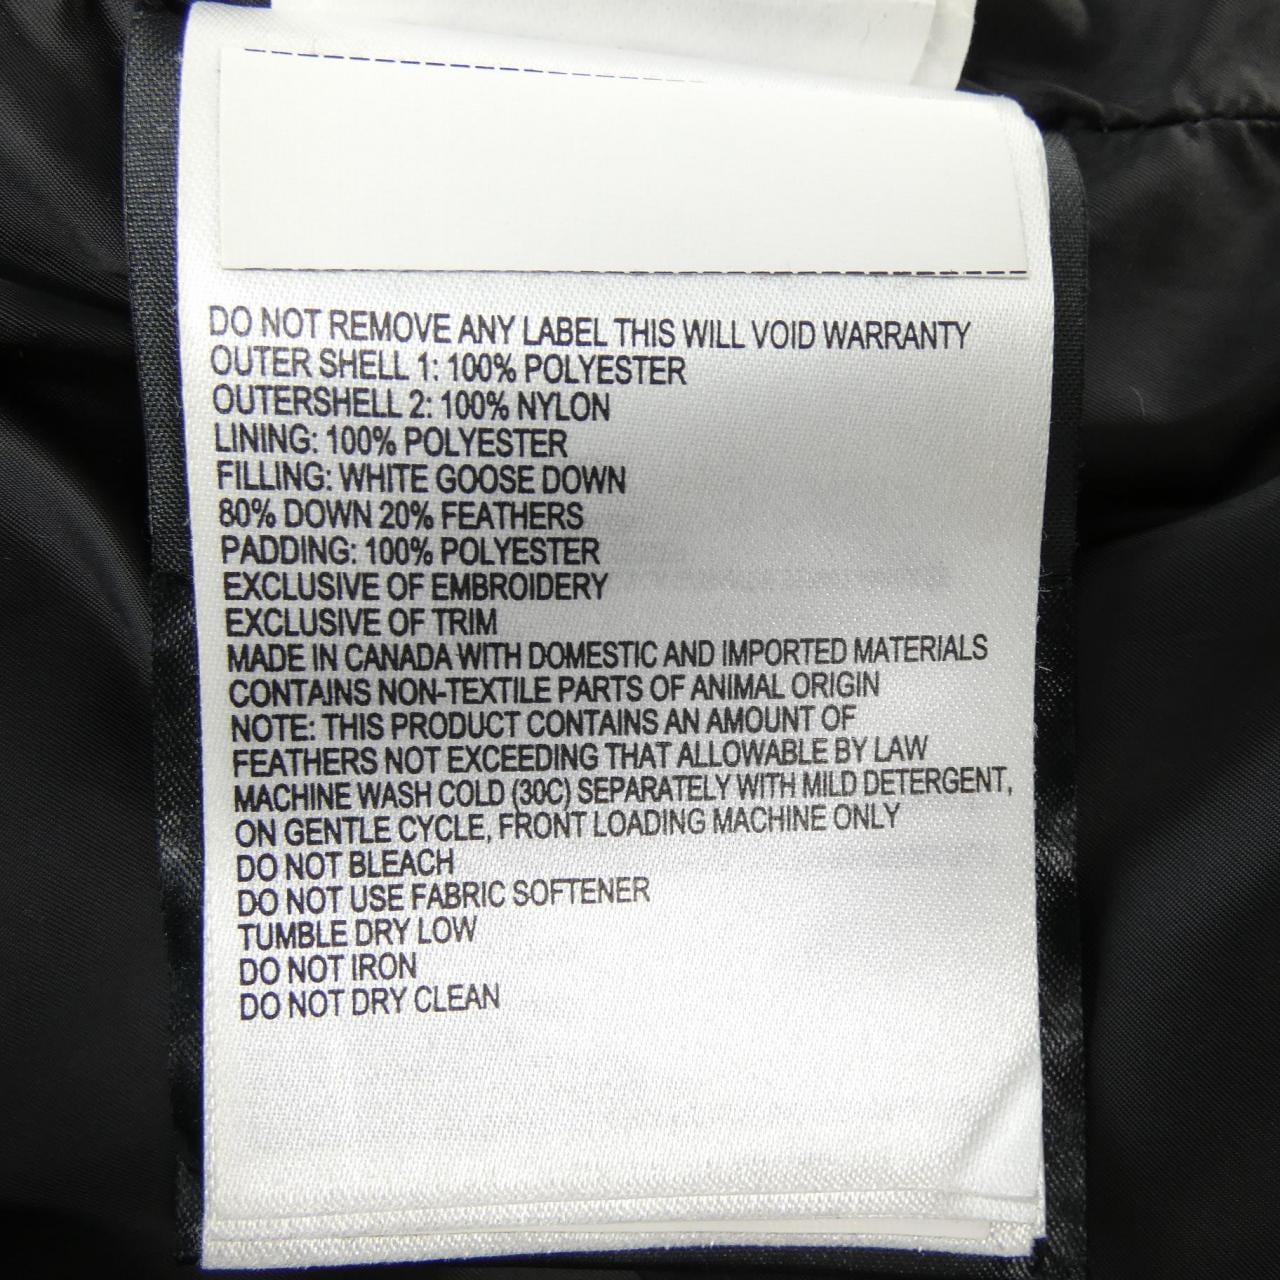 DO NOT REMOVE ANY LABEL THIS WILL VOID WARRANTY
OUTER SHELL 1: 100% POLYESTER
OUTERSHELL 2: 100% NYLON
LINING: 100% POLYESTER
FILLING: WHITE GOOSE DOWN
80% DOWN 20% FEATHERS
PADDING: 100% POLYESTER
EXCLUSIVE OF EMBROIDERY
EXCLUSIVE OF TRIM
MADE IN CANADA WITH DOMESTIC AND IMPORTED MATERIALS
CONTAINS NON-TEXTILE PARTS OF ANIMAL ORIGIN
NOTE: THIS PRODUCT CONTAINS AN AMOUNT OF
FEATHERS NOT EXCEEDING THAT ALLOWABLE BY LAW
MACHINE WASH COLD (30C) SEPARATELY WITH MILD DETERGENT,
ON GENTLE CYCLE, FRONT LOADING MACHINE ONLY
DO NOT BLEACH
DO NOT USE FABRIC SOFTENER
TUMBLE DRY LOW
DO NOT IRON
DO NOT DRY CLEAN